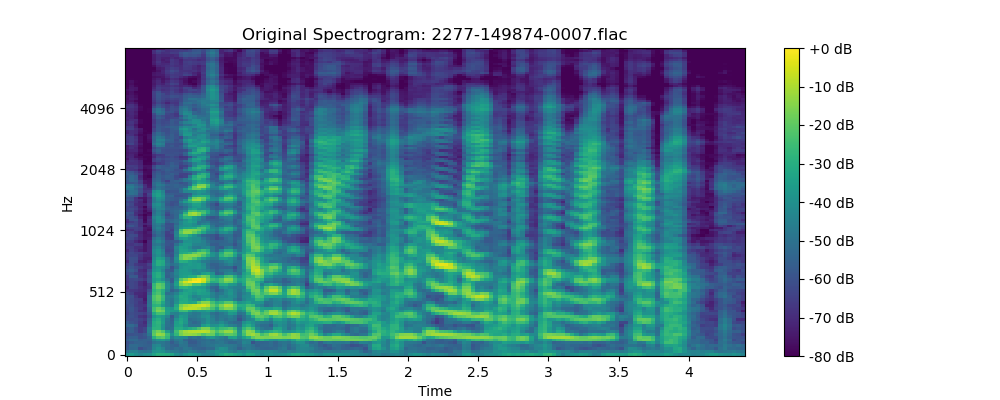 Original Spectrogram: 2277-149874-0007.flac
Hz
4096
2048
1024
512
0
0 0.5 1 1.5 2 2.5 3 3.5 4
Time
+0 dB
-10 dB
-20 dB
-30 dB
-40 dB
-50 dB
-60 dB
-70 dB
-80 dB